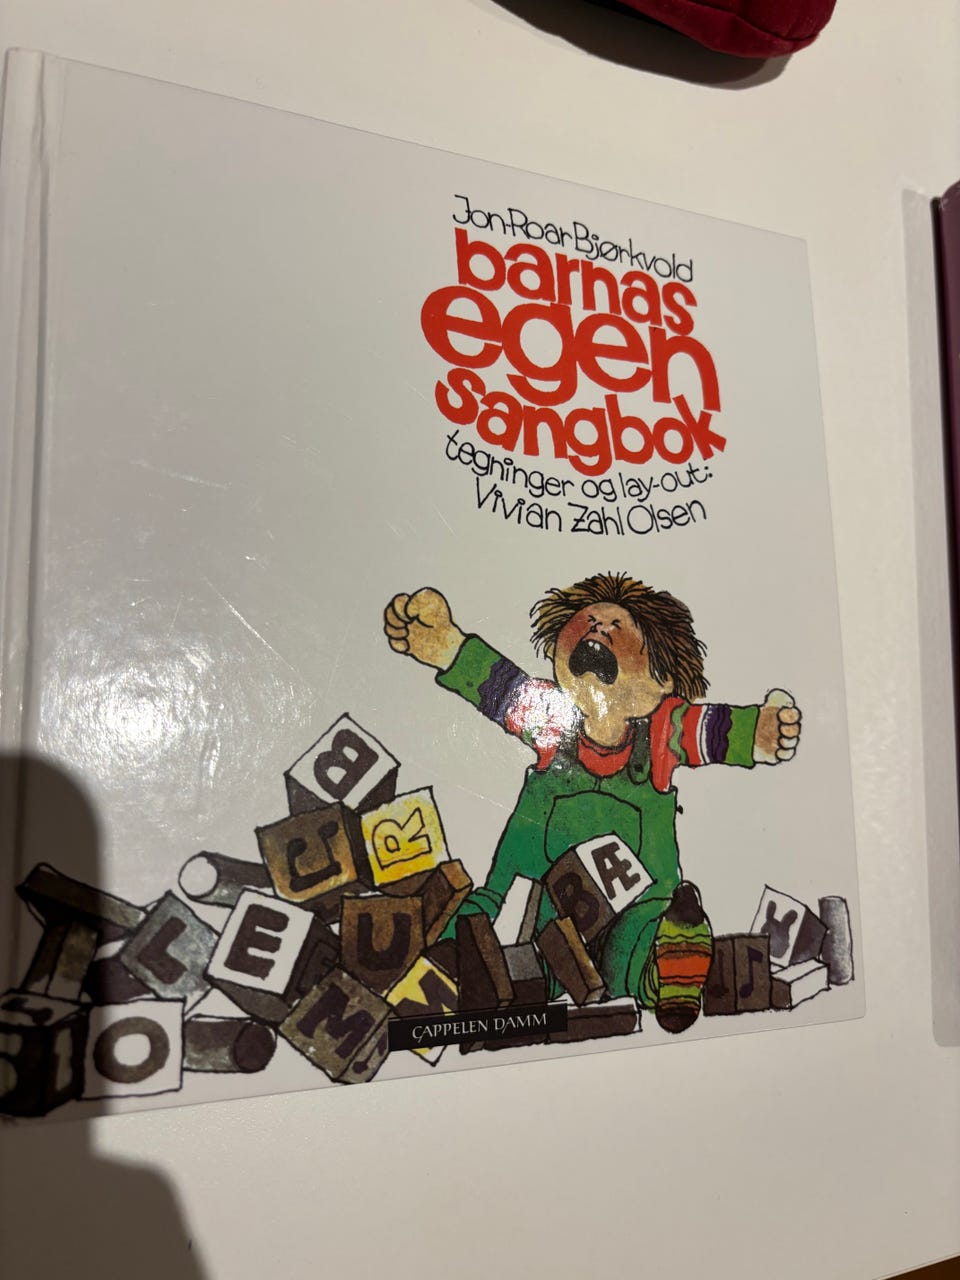 Jon-Roar Bjørkvold
barnas
egen
sangbok
tegninger og lay-out:
Vivian Zahl Olsen
B
R
Æ
B
L
E
U
M
M
O
CAPPELEN DAMM